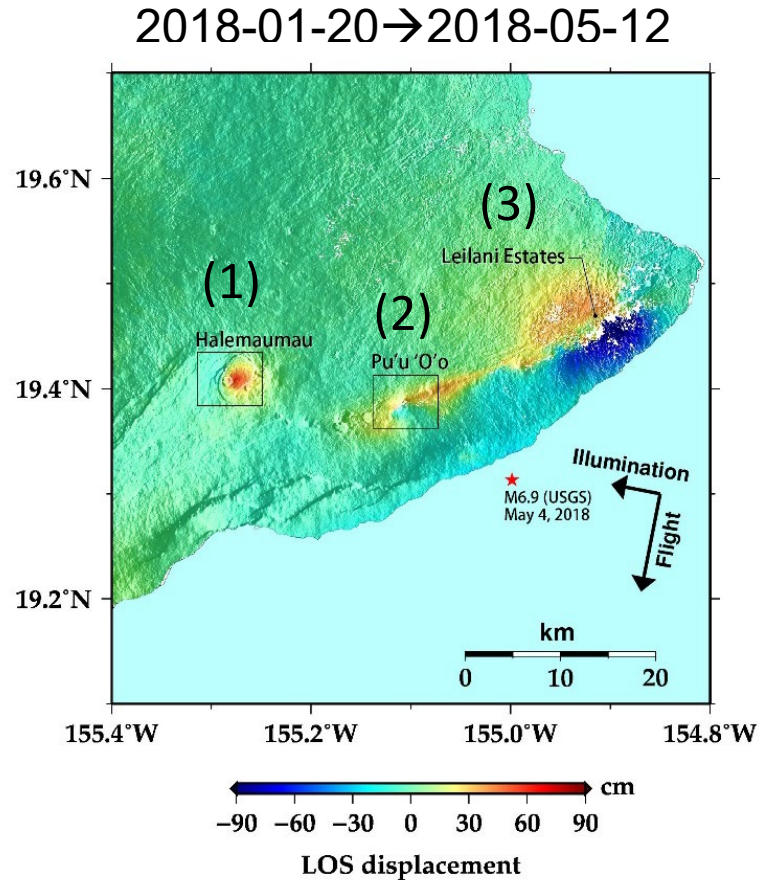 2018-01-20→2018-05-12
19.6°N
19.4°N
19.2°N
(1)
Halemaumau
(2)
Pu'u 'O'o
(3)
Leilani Estates
M6.9 (USGS)
May 4, 2018
Illumination
Flight
km
0 10 20
155.4°W 155.2°W 155.0°W 154.8°W
cm
−90 −60 −30 0 30 60 90
LOS displacement